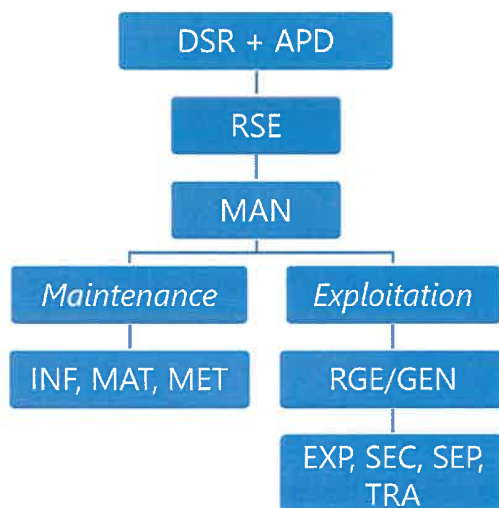 DSR + APD
RSE
MAN
Maintenance
Exploitation
INF, MAT, MET
RGE/GEN
EXP, SEC, SEP,
TRA